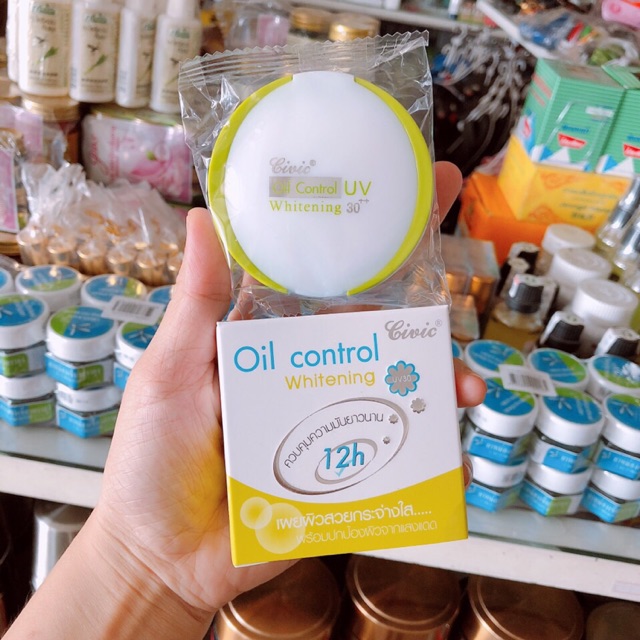 Civic®
Oil Control UV
Whitening 30++
Civic®
Oil control
Whitening
UV30
ควบคุมความมันยาวนาน
12h
เผยผิวสวยกระจ่างใส.....
พร้อมปกป้องผิวจากแสงแดด